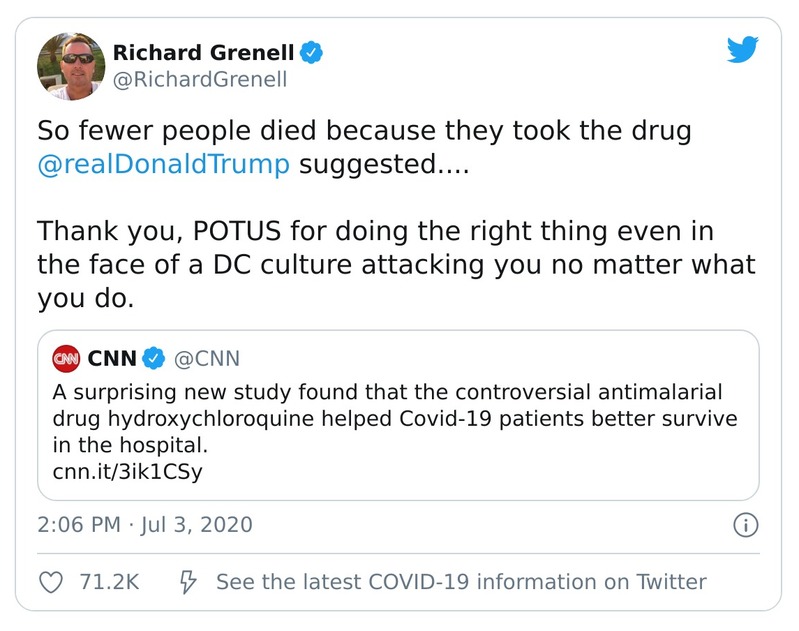 Richard Grenell
@RichardGrenell
So fewer people died because they took the drug
@realDonaldTrump suggested....
Thank you, POTUS for doing the right thing even in
the face of a DC culture attacking you no matter what
you do.
CNN CNN @CNN
A surprising new study found that the controversial antimalarial
drug hydroxychloroquine helped Covid-19 patients better survive
in the hospital.
cnn.it/3ik1CSy
2:06 PM · Jul 3, 2020
71.2K See the latest COVID-19 information on Twitter